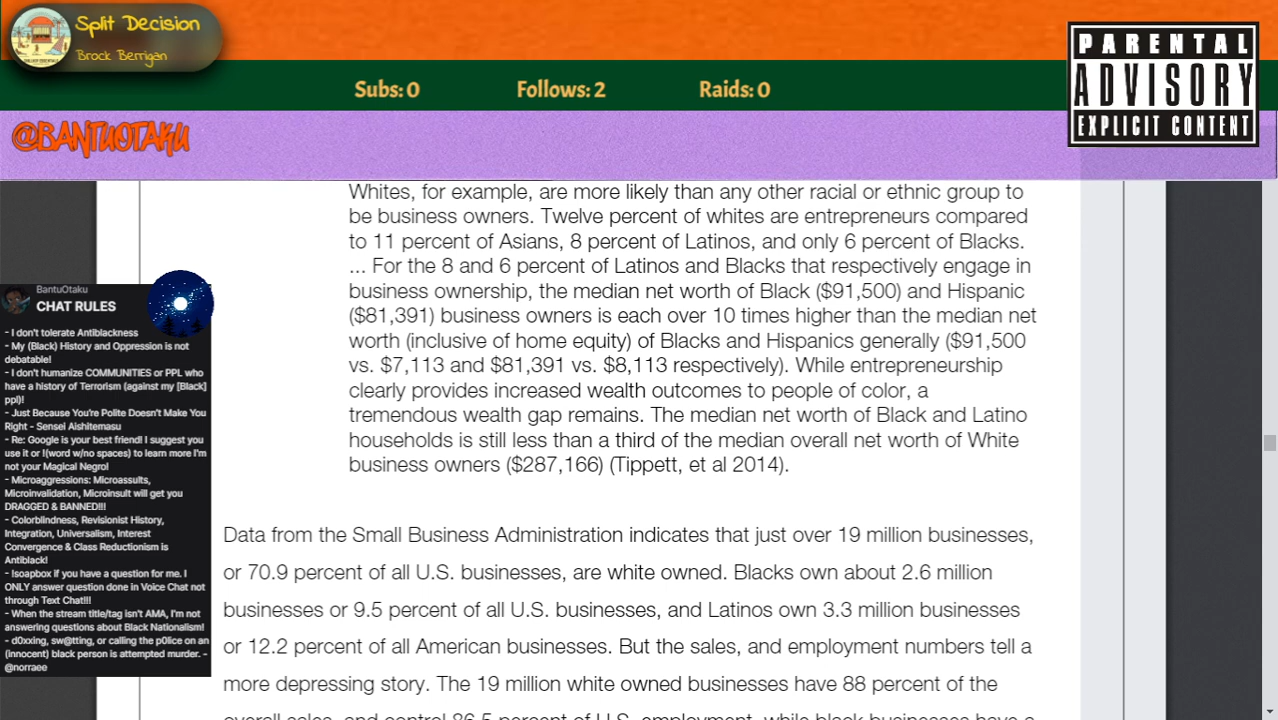 Split Decision
Brock Berrigan
PARENTAL
ADVISORY
EXPLICIT CONTENT
Subs: 0
Follows: 2
Raids: 0
@BANTUOTAKU
Whites, for example, are more likely than any other racial or ethnic group to
be business owners. Twelve percent of whites are entrepreneurs compared
to 11 percent of Asians, 8 percent of Latinos, and only 6 percent of Blacks.
... For the 8 and 6 percent of Latinos and Blacks that respectively engage in
business ownership, the median net worth of Black ($91,500) and Hispanic
($81,391) business owners is each over 10 times higher than the median net
worth (inclusive of home equity) of Blacks and Hispanics generally ($91,500
vs. $7,113 and $81,391 vs. $8,113 respectively). While entrepreneurship
clearly provides increased wealth outcomes to people of color, a
tremendous wealth gap remains. The median net worth of Black and Latino
households is still less than a third of the median overall net worth of White
business owners ($287,166) (Tippett, et al 2014).
Data from the Small Business Administration indicates that just over 19 million businesses,
or 70.9 percent of all U.S. businesses, are white owned. Blacks own about 2.6 million
businesses or 9.5 percent of all U.S. businesses, and Latinos own 3.3 million businesses
or 12.2 percent of all American businesses. But the sales, and employment numbers tell a
more depressing story. The 19 million white owned businesses have 88 percent of the
overall sales, and control 86.5 percent of U.S. employment, while black businesses have a
BantuOtaku
CHAT RULES
- I don't tolerate Antiblackness
- My (Black) History and Oppression is not
debatable!
- I don't humanize COMMUNITIES or PPL who
have a history of Terrorism (against my [Black]
ppl)!
- Just Because You're Polite Doesn't Make You
Right - Sensei Aishitemasu
- Re: Google is your best friend! I suggest you
use it or !(word w/no spaces) to learn more I'm
not your Magical Negro!
- Microaggressions: Microassults,
Microinvalidation, Microinsult will get you
DRAGGED & BANNED!!!
- Colorblindness, Revisionist History,
Integration, Universalism, Interest
Convergence & Class Reductionism is
Antiblack!
- !soapbox if you have a question for me. I
ONLY answer question done in Voice Chat not
through Text Chat!!!
- When the stream title/tag isn't AMA, I'm not
answering questions about Black Nationalism!
- d0xxing, sw@tting, or calling the p0lice on an
(innocent) black person is attempted murder. -
@norraee